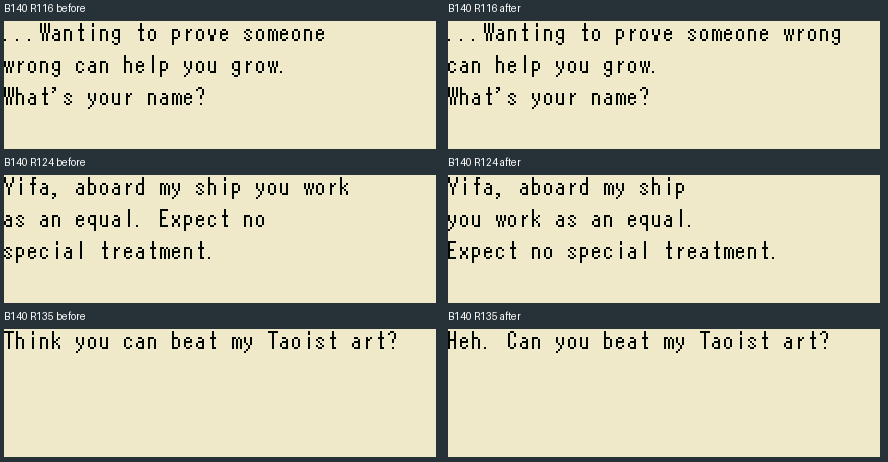 B140 R116 before
...Wanting to prove someone
wrong can help you grow.
What's your name?
B140 R116 after
...Wanting to prove someone wrong
can help you grow.
What's your name?
B140 R124 before
Yifa, aboard my ship you work
as an equal. Expect no
special treatment.
B140 R124 after
Yifa, aboard my ship
you work as an equal.
Expect no special treatment.
B140 R135 before
Think you can beat my Taoist art?
B140 R135 after
Heh. Can you beat my Taoist art?